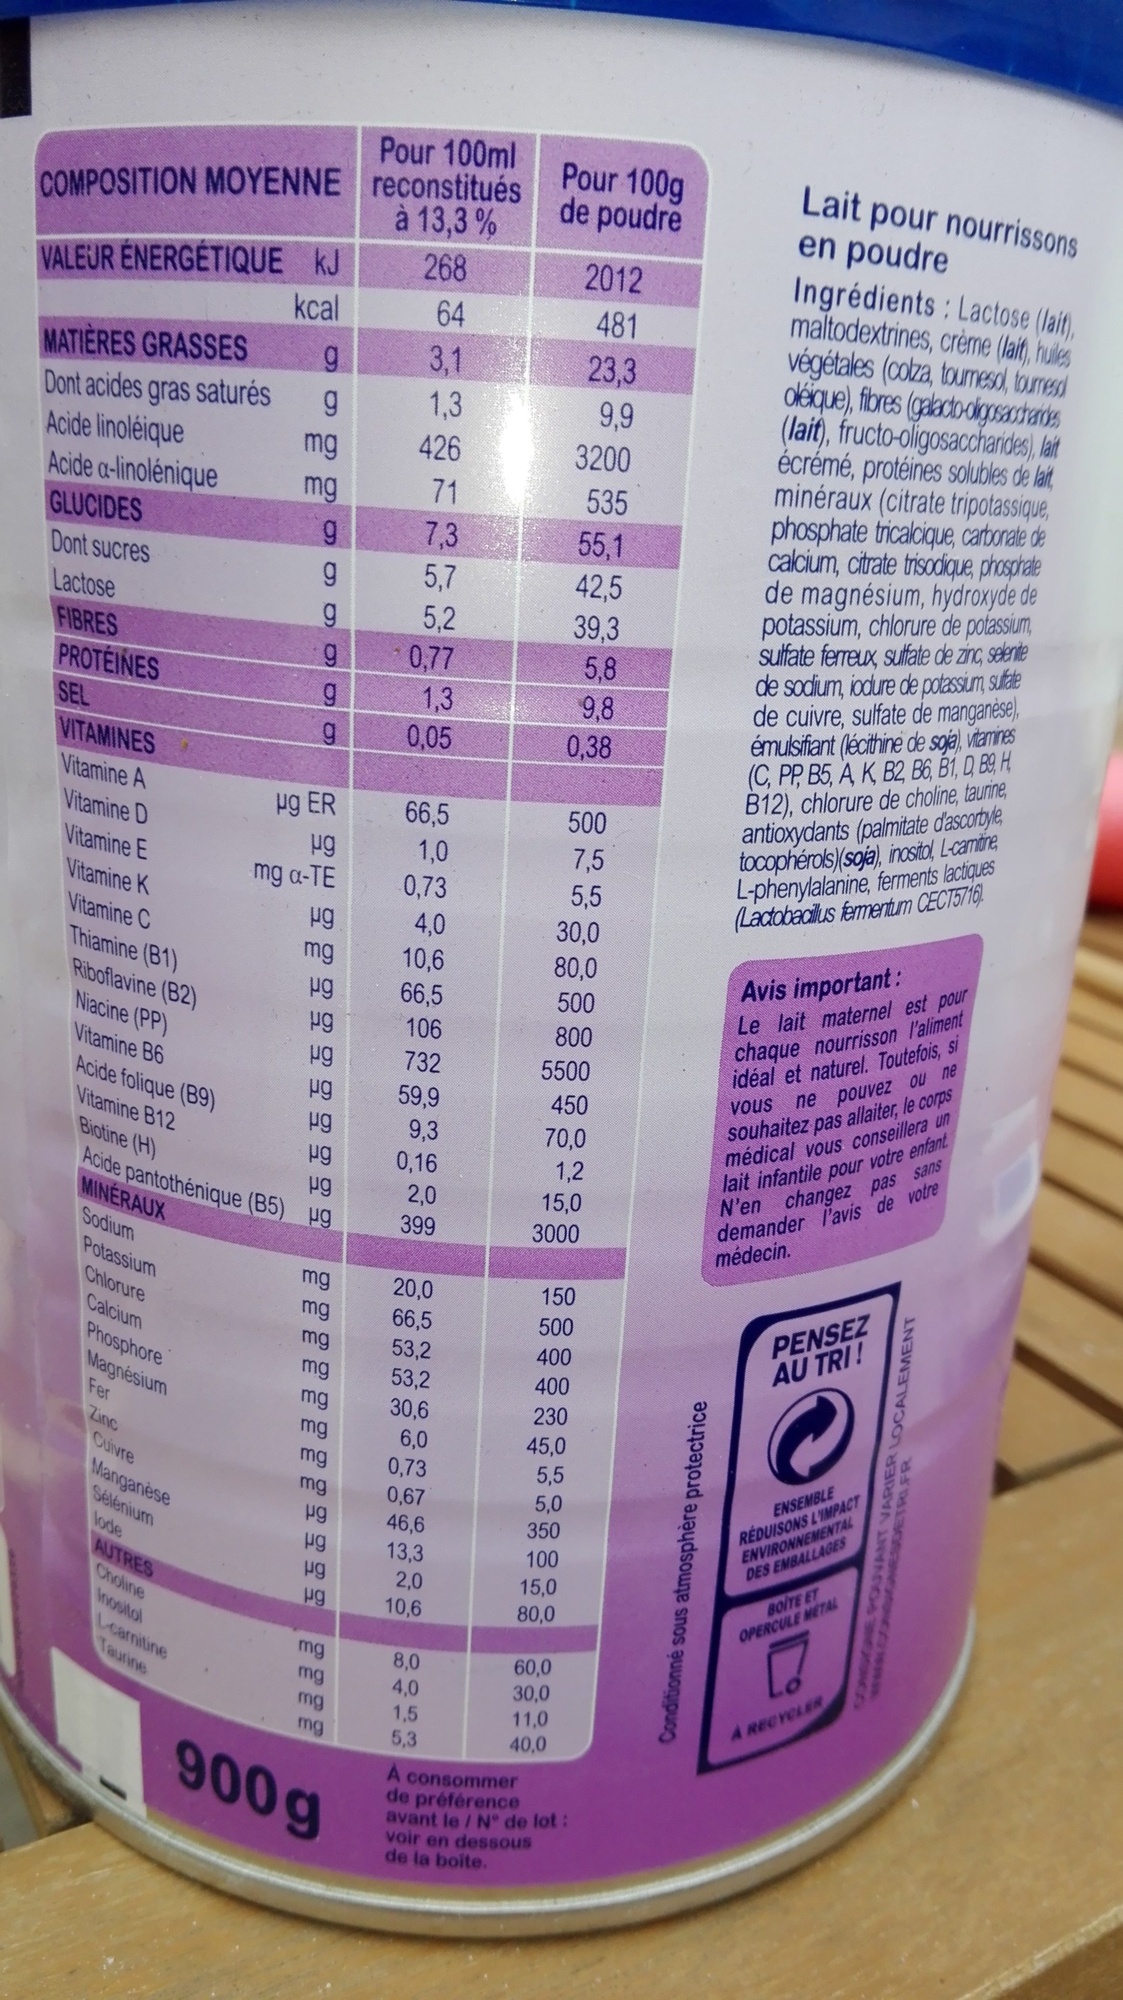 COMPOSITION MOYENNE Pour 100ml reconstitués à 13,3 % Pour 100g de poudre
VALEUR ÉNERGÉTIQUE kJ 268 2012
kcal 64 481
MATIÈRES GRASSES g 3,1 23,3
Dont acides gras saturés g 1,3 9,9
Acide linoléique mg 426 3200
Acide α-linolénique mg 71 535
GLUCIDES g 7,3 55,1
Dont sucres g 5,7 42,5
Lactose g 5,2 39,3
FIBRES g 0,77 5,8
PROTÉINES g 1,3 9,8
SEL g 0,05 0,38
VITAMINES
Vitamine A µg ER 66,5 500
Vitamine D µg 1,0 7,5
Vitamine E mg α-TE 0,73 5,5
Vitamine K µg 4,0 30,0
Vitamine C mg 10,6 80,0
Thiamine (B1) µg 66,5 500
Riboflavine (B2) µg 106 800
Niacine (PP) µg 732 5500
Vitamine B6 µg 59,9 450
Acide folique (B9) µg 9,3 70,0
Vitamine B12 µg 0,16 1,2
Biotine (H) µg 2,0 15,0
Acide pantothénique (B5) µg 399 3000
MINÉRAUX
Sodium mg 20,0 150
Potassium mg 66,5 500
Chlorure mg 53,2 400
Calcium mg 53,2 400
Phosphore mg 30,6 230
Magnésium mg 6,0 45,0
Fer mg 0,73 5,5
Zinc mg 0,67 5,0
Cuivre µg 46,6 350
Manganèse µg 13,3 100
Sélénium µg 2,0 15,0
Iode µg 10,6 80,0
AUTRES
Choline mg 8,0 60,0
Inositol mg 4,0 30,0
L-carnitine mg 1,5 11,0
Taurine mg 5,3 40,0
900g
À consommer
de préférence
avant le / N° de lot :
voir en dessous
de la boîte.
Lait pour nourrissons
en poudre
Ingrédients : Lactose (lait),
maltodextrines, crème (lait), huiles
végétales (colza, tournesol, tournesol
oléique), fibres (galacto-oligosaccharides
(lait), fructo-oligosaccharides), lait
écrémé, protéines solubles de lait,
minéraux (citrate tripotassique,
phosphate tricalcique, carbonate de
calcium, citrate trisodique, phosphate
de magnésium, hydroxyde de
potassium, chlorure de potassium,
sulfate ferreux, sulfate de zinc, selenite
de sodium, iodure de potassium, sulfate
de cuivre, sulfate de manganèse),
émulsifiant (lécithine de soja), vitamines
(C, PP, B5, A, K, B2, B6, B1, D, B9, H,
B12), chlorure de choline, taurine,
antioxydants (palmitate d'ascorbyle,
tocophérols)(soja), inositol, L-carnitine,
L-phenylalanine, ferments lactiques
(Lactobacillus fermentum CECT5716).
Avis important :
Le lait maternel est pour
chaque nourrisson l'aliment
idéal et naturel. Toutefois, si
vous ne pouvez ou ne
souhaitez pas allaiter, le corps
médical vous conseillera un
lait infantile pour votre enfant.
N'en changez pas sans
demander l'avis de votre
médecin.
Conditionné sous atmosphère protectrice
PENSEZ
AU TRI !
ENSEMBLE
RÉDUISONS L'IMPACT
ENVIRONNEMENTAL
DES EMBALLAGES
BOÎTE ET
OPERCULE MÉTAL
À RECYCLER
CONSIGNE POUVANT VARIER LOCALEMENT
WWW.CONSIGNESDETRI.FR